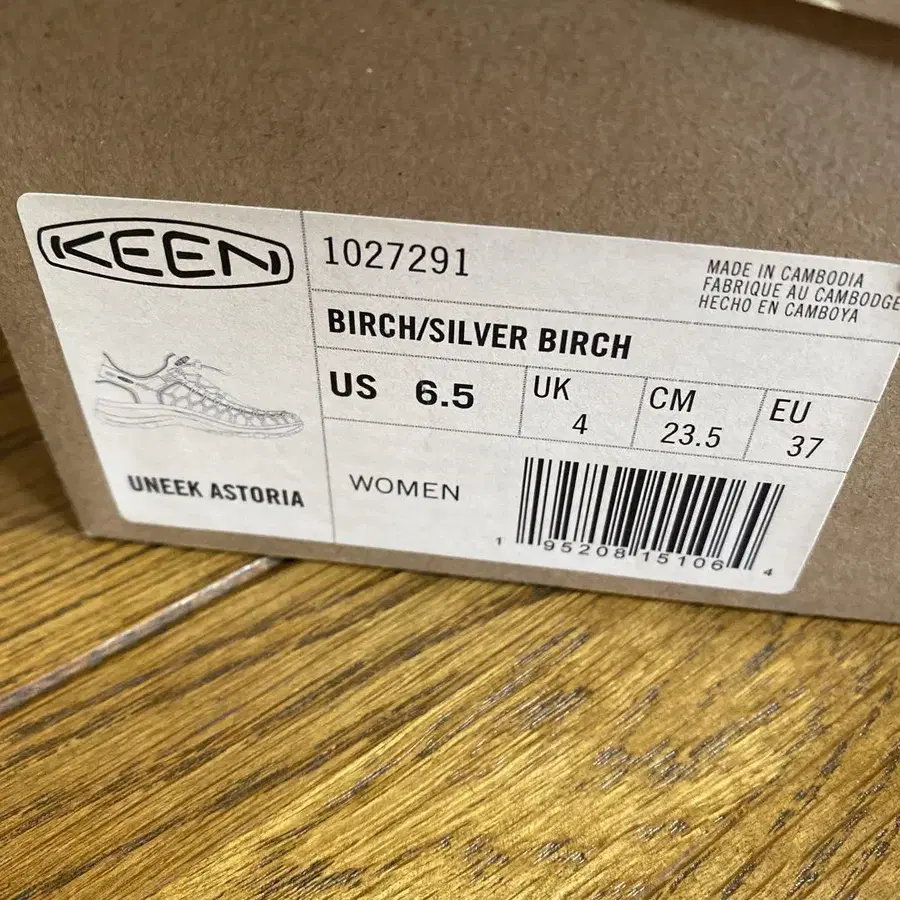 KEEN
1027291
MADE IN CAMBODIA
FABRIQUE AU CAMBODGE
HECHO EN CAMBOYA
BIRCH/SILVER BIRCH
US 6.5
UK 4
CM 23.5
EU 37
UNEEK ASTORIA
WOMEN
1 95208 15106 4